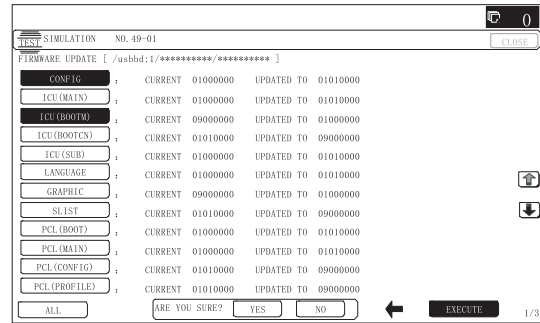 0
TEST SIMULATION NO. 49-01
CLOSE
FIRMWARE UPDATE [ /usbbd:1/**********/********** ]
CONFIG : CURRENT 01000000 UPDATED TO 01010000
ICU(MAIN) : CURRENT 01000000 UPDATED TO 01010000
ICU(BOOTM) : CURRENT 09000000 UPDATED TO 01000000
ICU(BOOTCN) : CURRENT 01010000 UPDATED TO 09000000
ICU(SUB) : CURRENT 01000000 UPDATED TO 01010000
LANGUAGE : CURRENT 01000000 UPDATED TO 01010000
GRAPHIC : CURRENT 09000000 UPDATED TO 01000000
SLIST : CURRENT 01010000 UPDATED TO 09000000
PCL(BOOT) : CURRENT 01000000 UPDATED TO 01010000
PCL(MAIN) : CURRENT 01000000 UPDATED TO 01010000
PCL(CONFIG) : CURRENT 01010000 UPDATED TO 09000000
PCL(PROFILE) : CURRENT 01010000 UPDATED TO 09000000
ALL ARE YOU SURE? YES NO EXECUTE 1/3